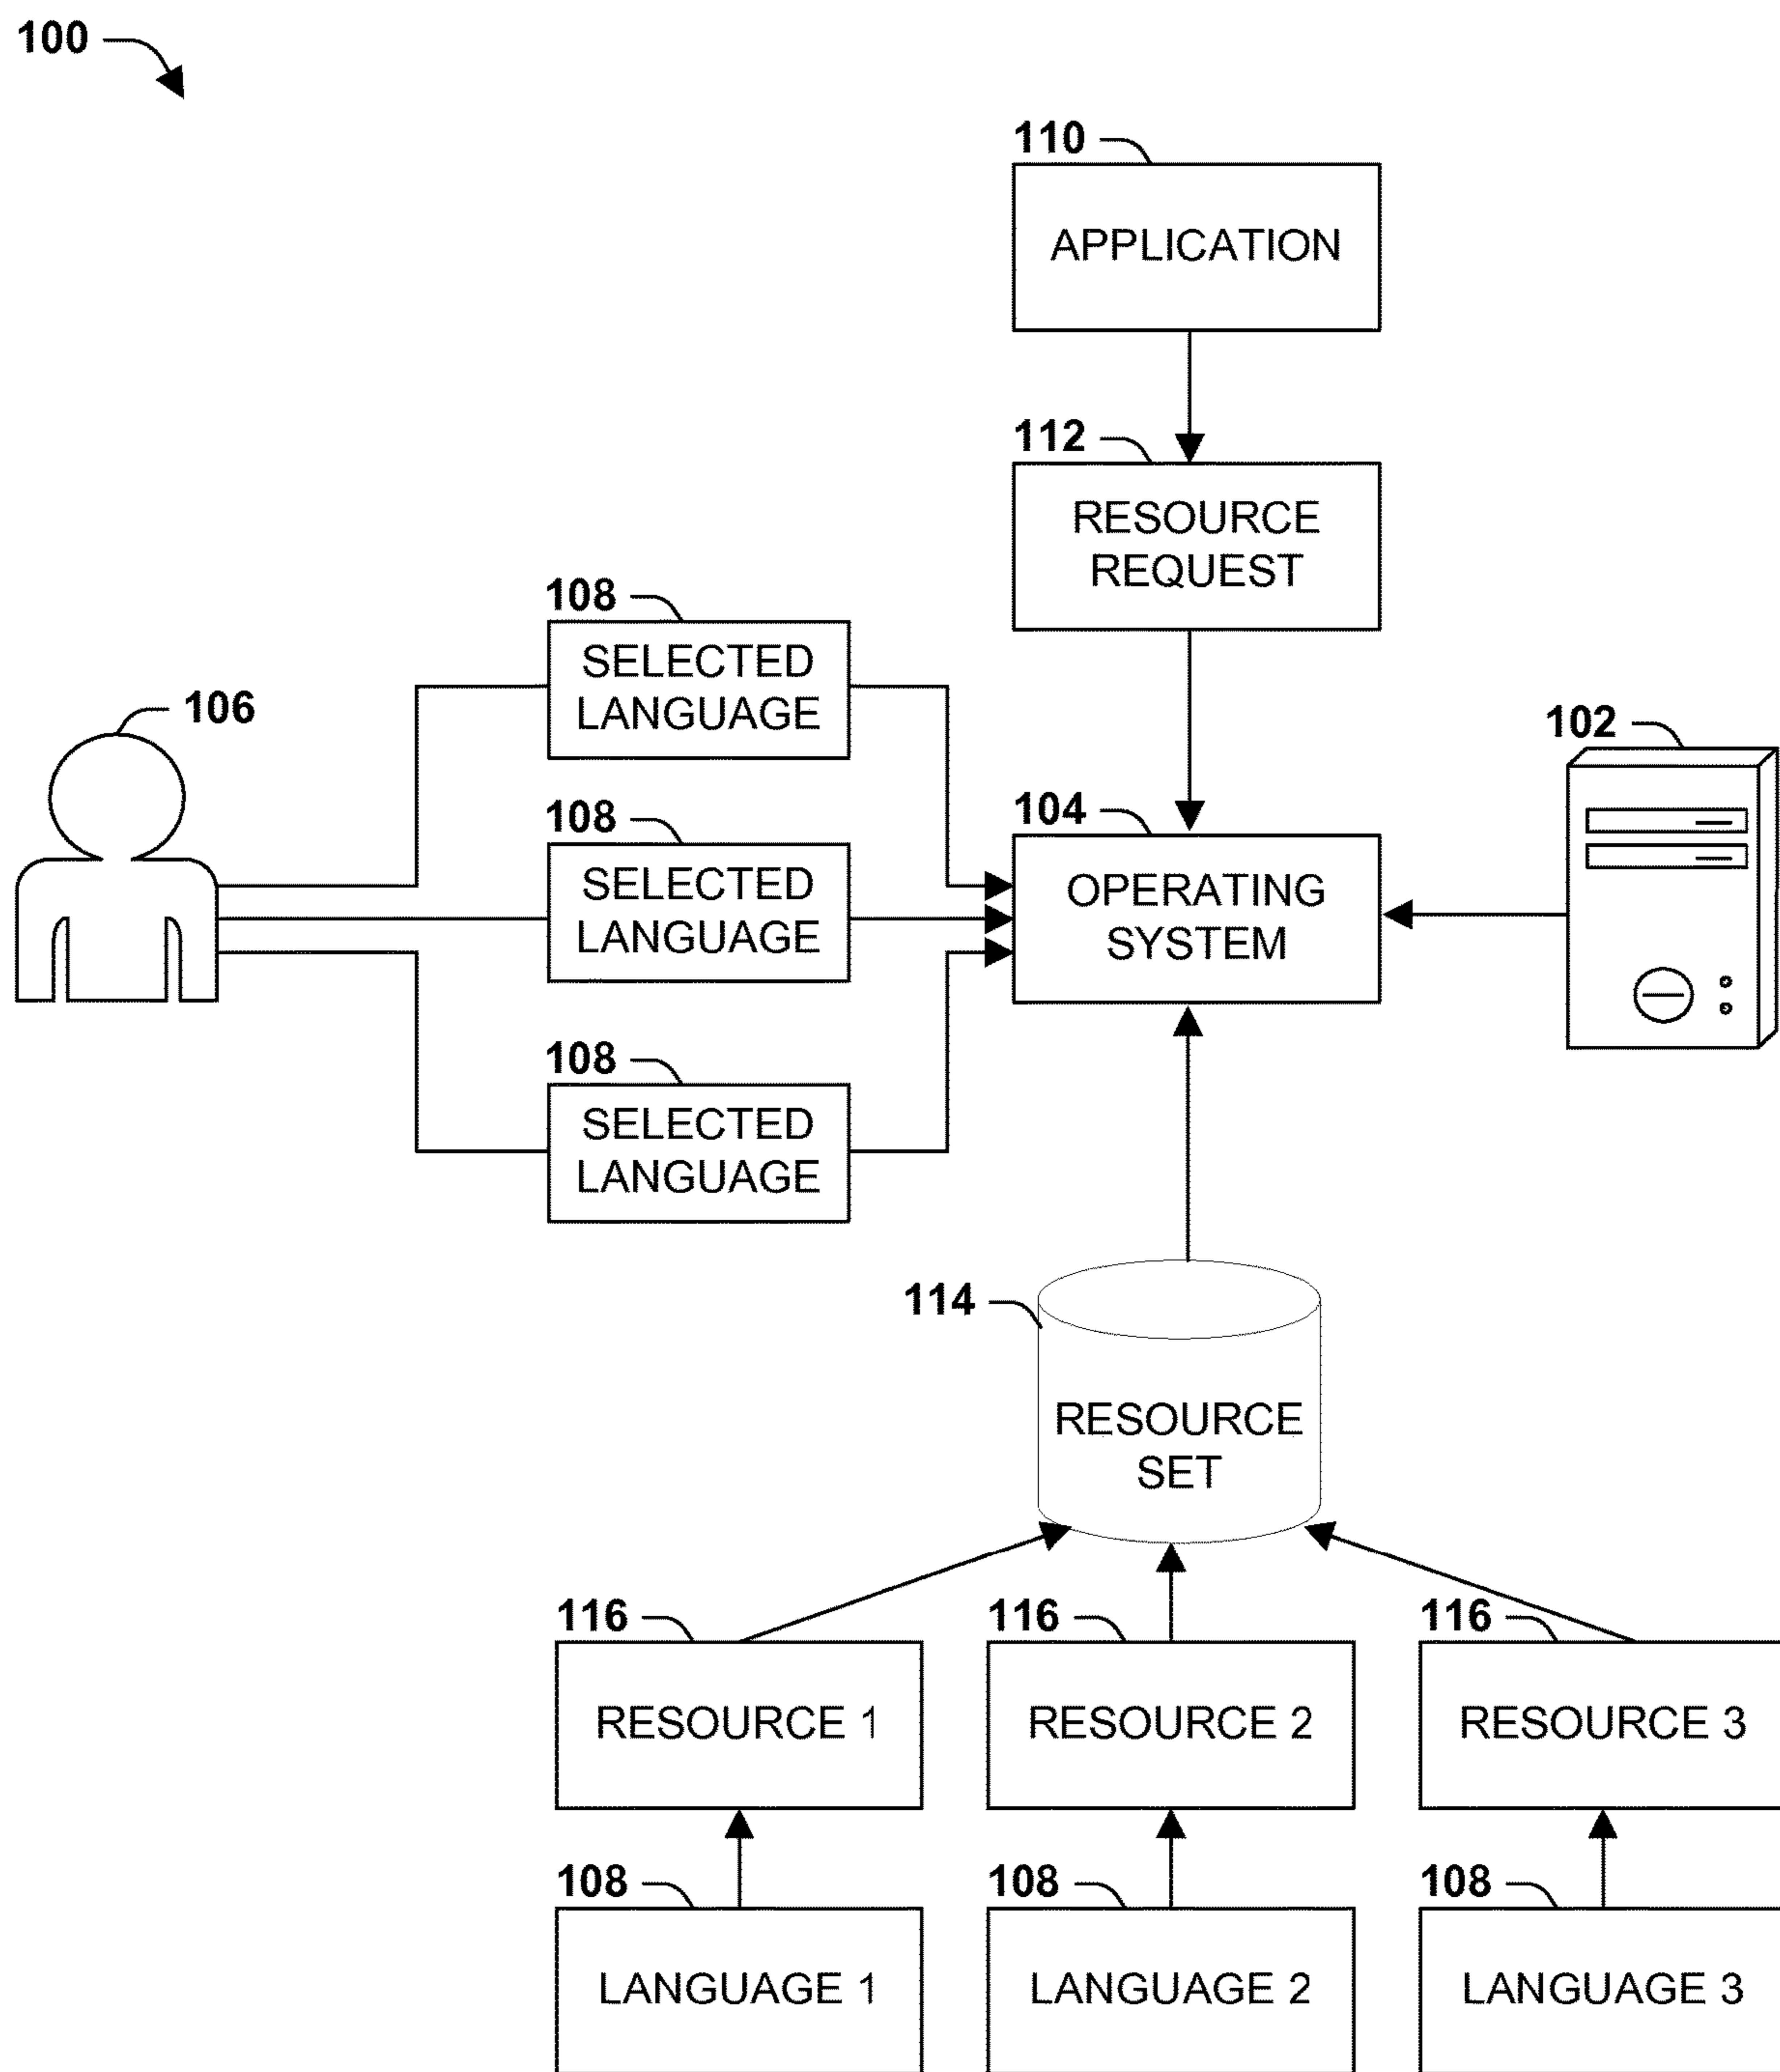 100
110
APPLICATION
112
RESOURCE
REQUEST
108
SELECTED
LANGUAGE
106
102
104
108
OPERATING
SYSTEM
SELECTED
LANGUAGE
108
SELECTED
LANGUAGE
114
RESOURCE
SET
116
116
116
RESOURCE 1
RESOURCE 2
RESOURCE 3
108
108
108
LANGUAGE 1
LANGUAGE 2
LANGUAGE 3